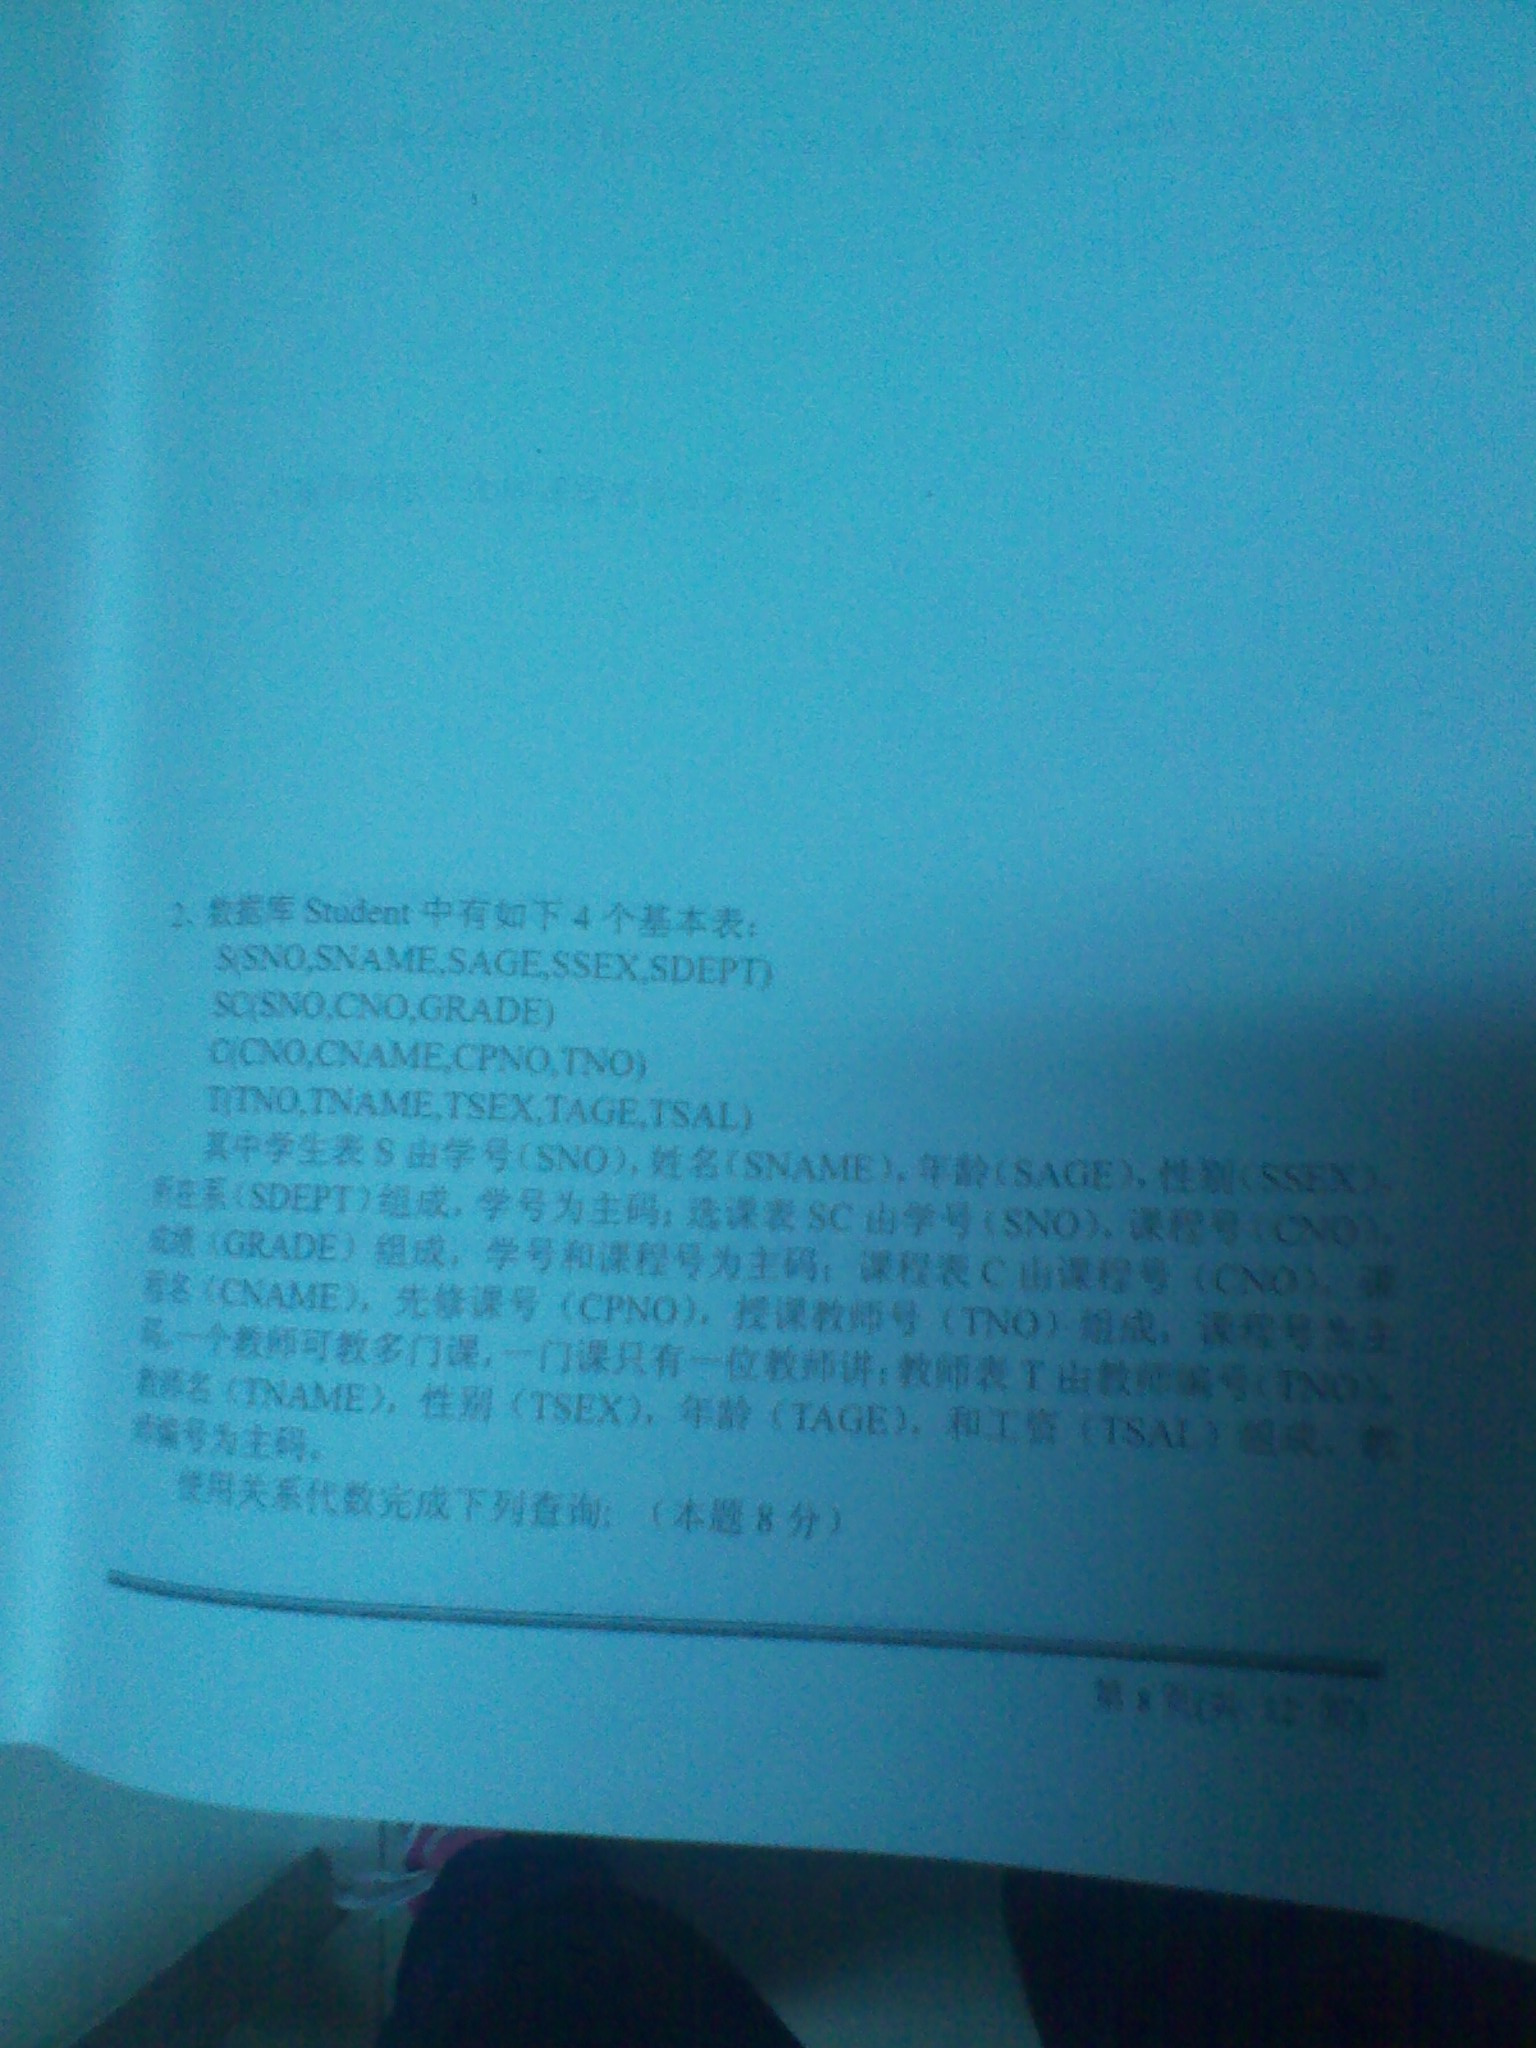 2. 数据库 Student 中有如下 4 个基本表：
S(SNO,SNAME,SAGE,SSEX,SDEPT)
SC(SNO,CNO,GRADE)
C(CNO,CNAME,CPNO,TNO)
T(TNO,TNAME,TSEX,TAGE,TSAL)
其中学生表 S 由学号(SNO)，姓名(SNAME)，年龄(SAGE)，性别(SSEX)，
所在系(SDEPT)组成，学号为主码；选课表 SC 由学号(SNO)，课程号(CNO)，
成绩（GRADE）组成，学号和课程号为主码；课程表 C 由课程号（CNO），课
程名（CNAME），先修课号（CPNO），授课教师号（TNO）组成，课程号为主
码,一个教师可教多门课,一门课只有一位教师讲；教师表 T 由教师编号(TNO)，
教师名（TNAME），性别（TSEX），年龄（TAGE），和工资（TSAL）组成，教
师编号为主码。
使用关系代数完成下列查询：（本题 8 分）
第 8 页(共 12 页)